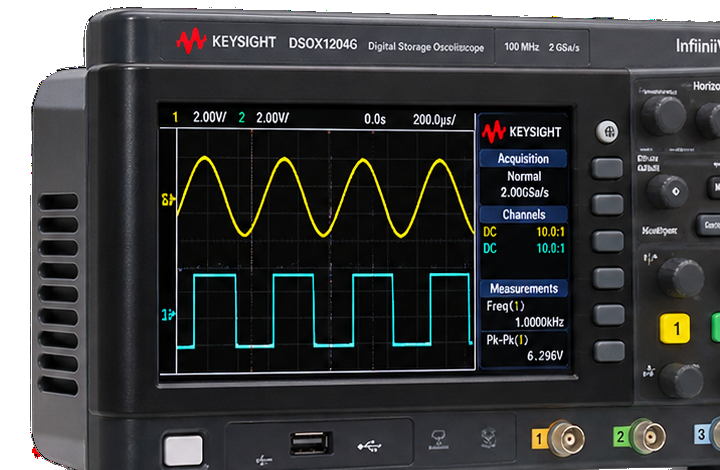 KEYSIGHT DSOX1204G Digital Storage Oscilloscope 100 MHz 2 GSa/s InfiniiV
1 2.00V/ 2 2.00V/ 0.0s 200.0µs/
KEYSIGHT
Acquisition
Normal
2.00GSa/s
Channels
DC 10.0:1
DC 10.0:1
Measurements
Freq(1)
1.0000kHz
Pk-Pk(1)
6.296V
Horizo
1
1
2
3